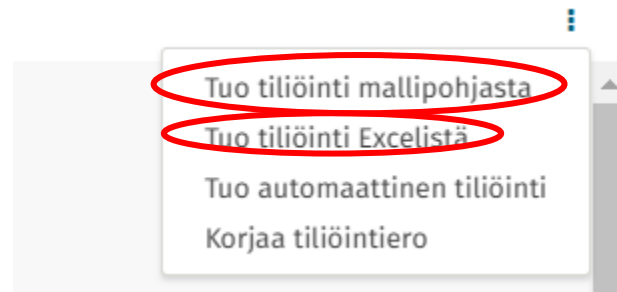 Tuo tiliöinti mallipohjasta
Tuo tiliöinti Excelistä
Tuo automaattinen tiliöinti
Korjaa tiliöintiero